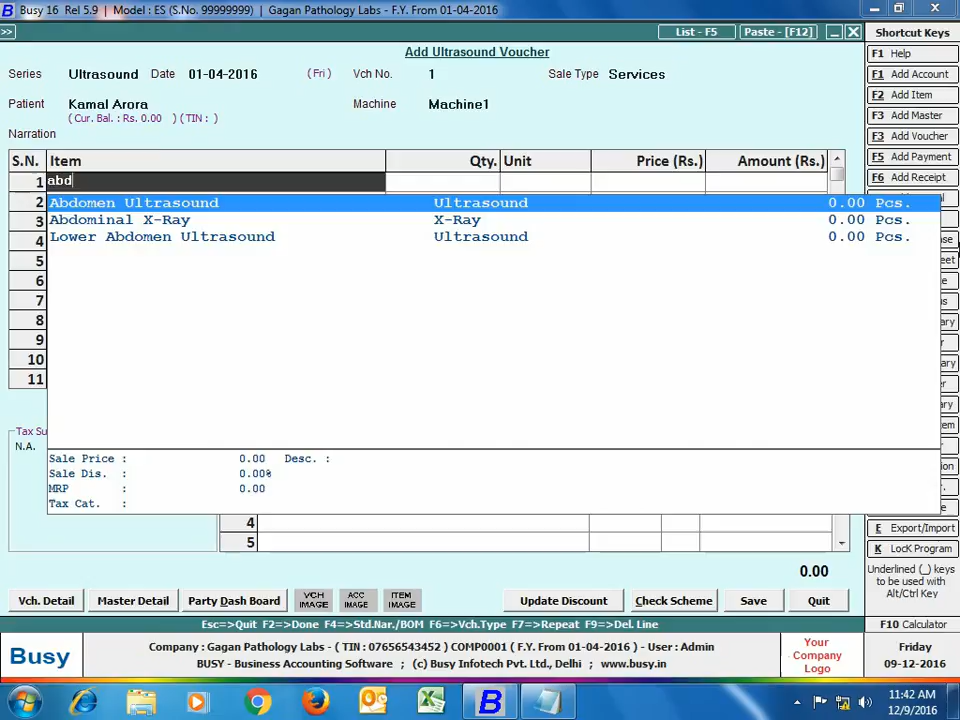 Busy 16 Rel 5.9 | Model : ES (S.No. 99999999) | Gagan Pathology Labs - F.Y. From 01-04-2016
>> List - F5 Paste - [F12] Shortcut Keys
Add Ultrasound Voucher
F1 Help
Series Ultrasound Date 01-04-2016 (Fri) Vch No. 1 Sale Type Services
F1 Add Account
F2 Add Item
Patient Kamal Arora Machine Machine1
(Cur. Bal. : Rs. 0.00 ) (TIN : )
F3 Add Master
Narration
F3 Add Voucher
S.N. Item Qty. Unit Price (Rs.) Amount (Rs.)
F5 Add Payment
1 abd
F6 Add Receipt
2 Abdomen Ultrasound Ultrasound 0.00 Pcs.
3 Abdominal X-Ray X-Ray 0.00 Pcs.
4 Lower Abdomen Ultrasound Ultrasound 0.00 Pcs.
5
6
7
8
9
10
11
Tax Su
N.A.
Sale Price : 0.00 Desc. :
Sale Dis. : 0.00%
MRP : 0.00
Tax Cat. :
4
5
E Export/Import
K LocK Program
0.00
Underlined (_) keys
to be used with
Alt/Ctrl Key
Vch. Detail Master Detail Party Dash Board VCH IMAGE ACC IMAGE ITEM IMAGE Update Discount Check Scheme Save Quit
Esc=>Quit F2=>Done F4=>Std.Nar./BOM F6=>Vch.Type F7=>Repeat F9=>Del. Line
F10 Calculator
Busy
Company : Gagan Pathology Labs - ( TIN : 07656543452 ) COMP0001 ( F.Y. From 01-04-2016 ) - User : Admin
BUSY - Business Accounting Software ; (c) Busy Infotech Pvt. Ltd., Delhi ; www.busy.in
Your
Company
Logo
Friday
09-12-2016
11:42 AM
12/9/2016